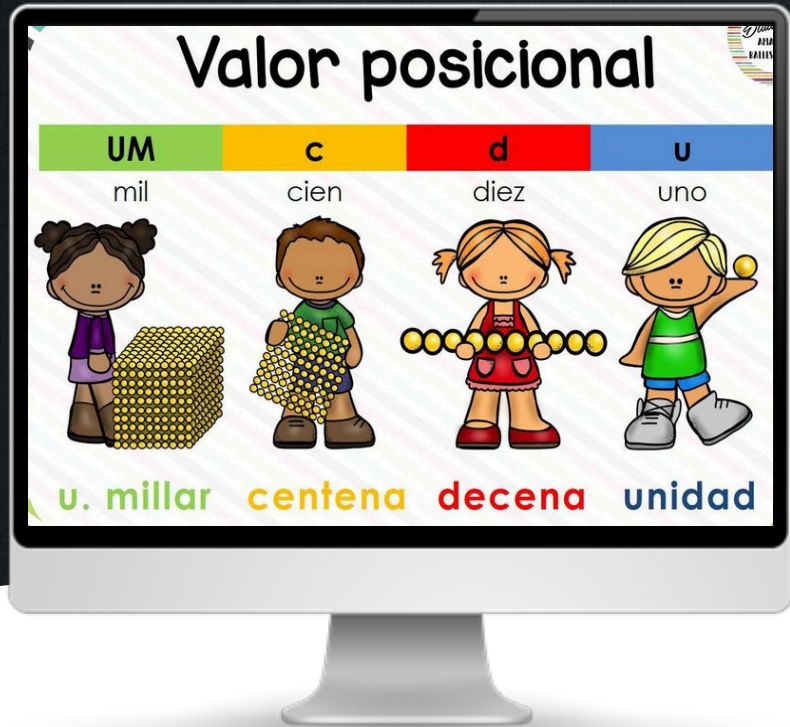 Valor posicional
UM c d u
mil cien diez uno
u. millar centena decena unidad